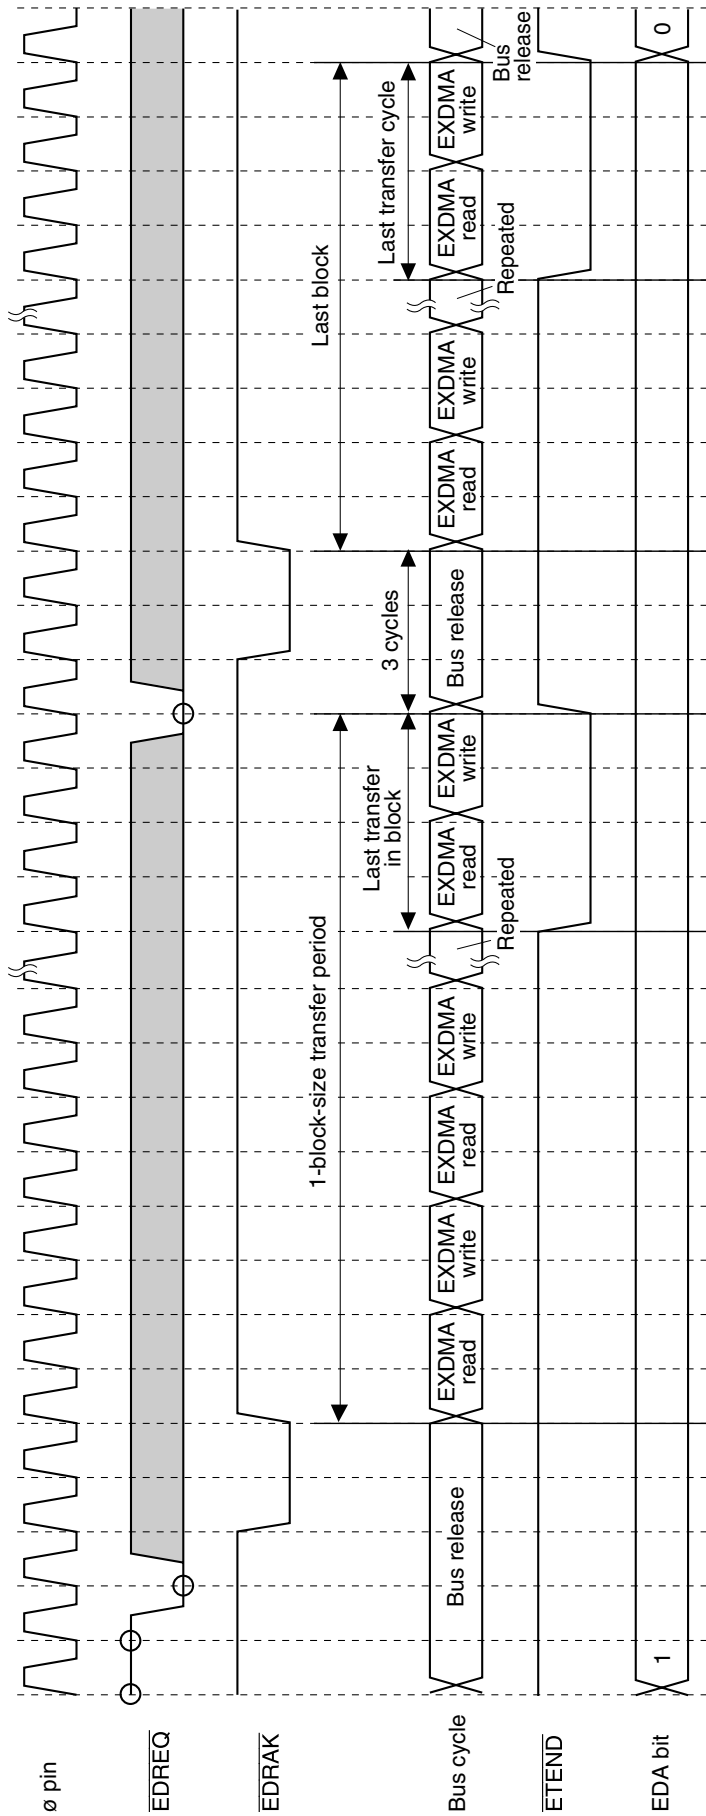 ø pin
EDREQ
EDRAK
1-block-size transfer period
Last block
Last transfer
in block
3 cycles
Last transfer cycle
Bus cycle
Bus release
EXDMA
read
EXDMA
write
EXDMA
read
EXDMA
write
Repeated
EXDMA
read
EXDMA
write
Bus release
EXDMA
read
EXDMA
write
Repeated
EXDMA
read
EXDMA
write
Bus
release
ETEND
EDA bit
1
0